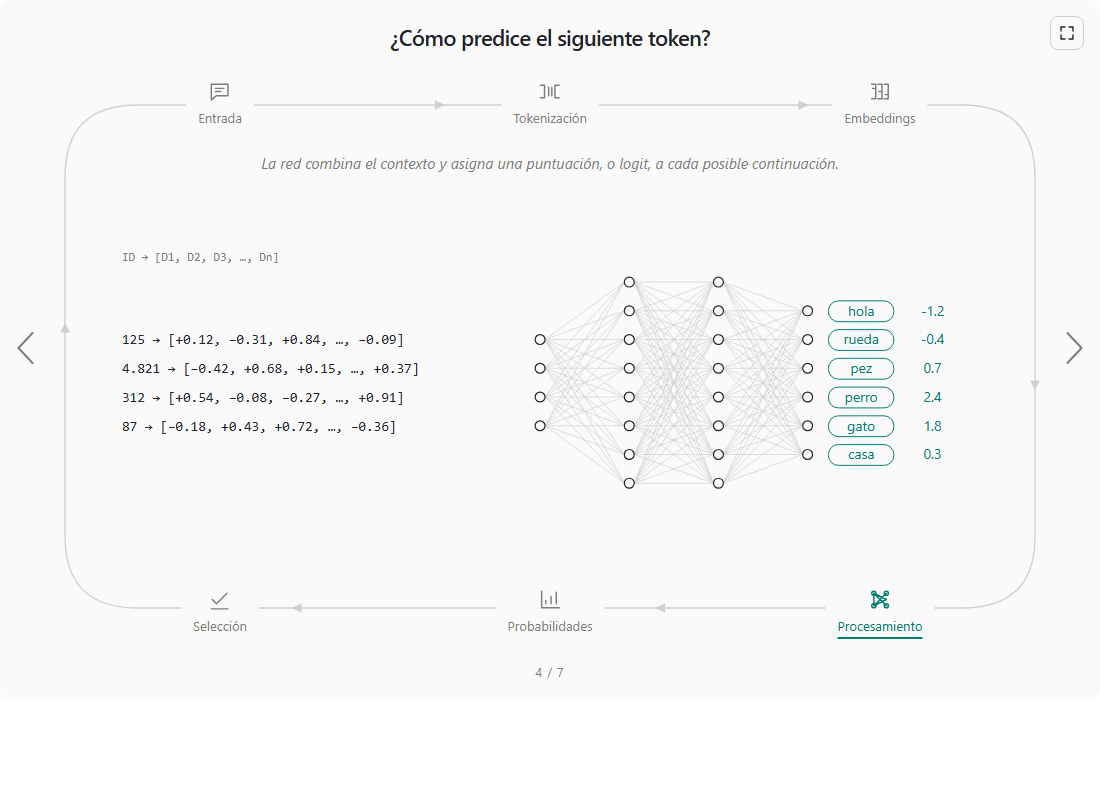 ¿Cómo predice el siguiente token?
Entrada
Tokenización
Embeddings
La red combina el contexto y asigna una puntuación, o logit, a cada posible continuación.
ID → [D1, D2, D3, …, Dn]
125 → [+0.12, −0.31, +0.84, …, −0.09]
4.821 → [−0.42, +0.68, +0.15, …, +0.37]
312 → [+0.54, −0.08, −0.27, …, +0.91]
87 → [−0.18, +0.43, +0.72, …, −0.36]
hola -1.2
rueda -0.4
pez 0.7
perro 2.4
gato 1.8
casa 0.3
Selección
Probabilidades
Procesamiento
4 / 7